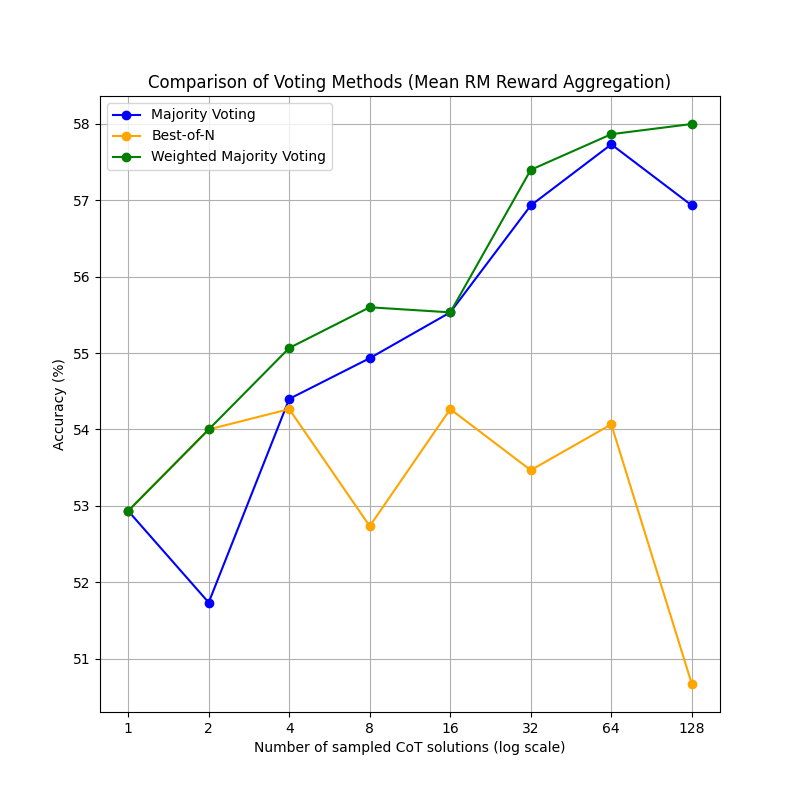 Comparison of Voting Methods (Mean RM Reward Aggregation)
Majority Voting
Best-of-N
Weighted Majority Voting
58
57
56
55
54
53
52
51
Accuracy (%)
1 2 4 8 16 32 64 128
Number of sampled CoT solutions (log scale)